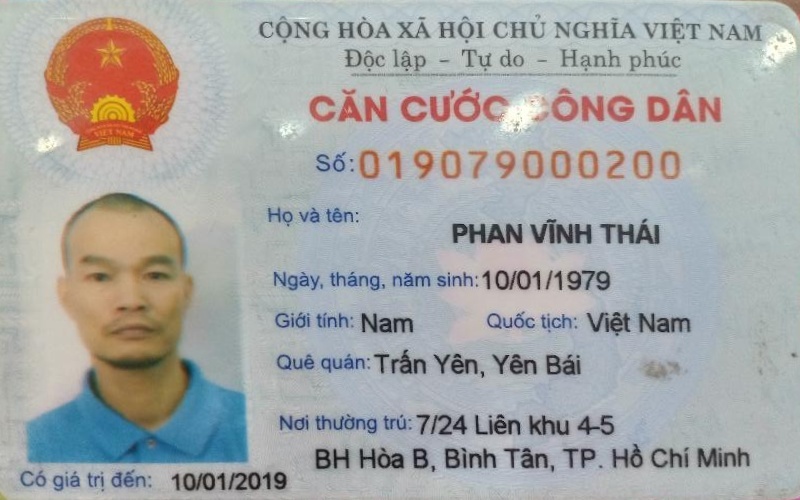 CỘNG HÒA XÃ HỘI CHỦ NGHĨA VIỆT NAM
Độc lập - Tự do - Hạnh phúc
CĂN CƯỚC CÔNG DÂN
Số: 019079000200
Họ và tên:
PHAN VĨNH THÁI
Ngày, tháng, năm sinh: 10/01/1979
Giới tính: Nam Quốc tịch: Việt Nam
Quê quán: Trấn Yên, Yên Bái
Nơi thường trú: 7/24 Liên khu 4-5
BH Hòa B, Bình Tân, TP. Hồ Chí Minh
Có giá trị đến: 10/01/2019
VIỆT NAM